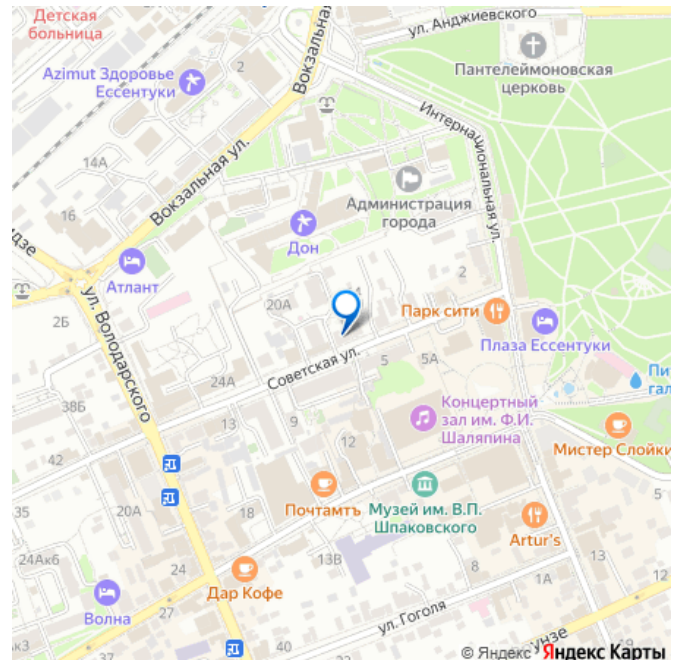 Детская
больница
ул. Анджиевского
Azimut Здоровье
Ессентуки
2
Вокзальная
Пантелеймоновская
церковь
Интернациональная ул.
14А
Вокзальная ул.
Администрация
города
16
Дон
Атлант
2
20А
Парк сити
2Б
ул. Володарского
Плаза Ессентуки
Советская ул.
5
5А
24А
38Б
13
9
Концертный
зал им. Ф.И.
Шаляпина
42
12
Мистер Слойки
Почтамтъ
Музей им. В.П.
Шпаковского
5
35
20А
18
Artur's
24Ак6
13В
13
24
Дар Кофе
8
1А
12
Волна
27
ул. Гоголя
40
© Яндекс Яндекс Карты